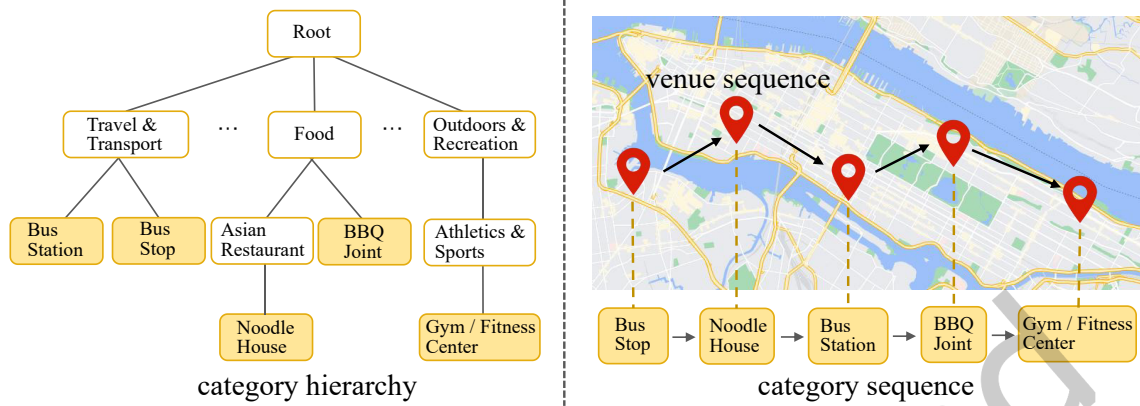 Root
Travel &
Transport
...
Food
...
Outdoors &
Recreation
Bus
Station
Bus
Stop
Asian
Restaurant
BBQ
Joint
Athletics &
Sports
Noodle
House
Gym / Fitness
Center
category hierarchy
venue sequence
Bus
Stop
Noodle
House
Bus
Station
BBQ
Joint
Gym / Fitness
Center
category sequence